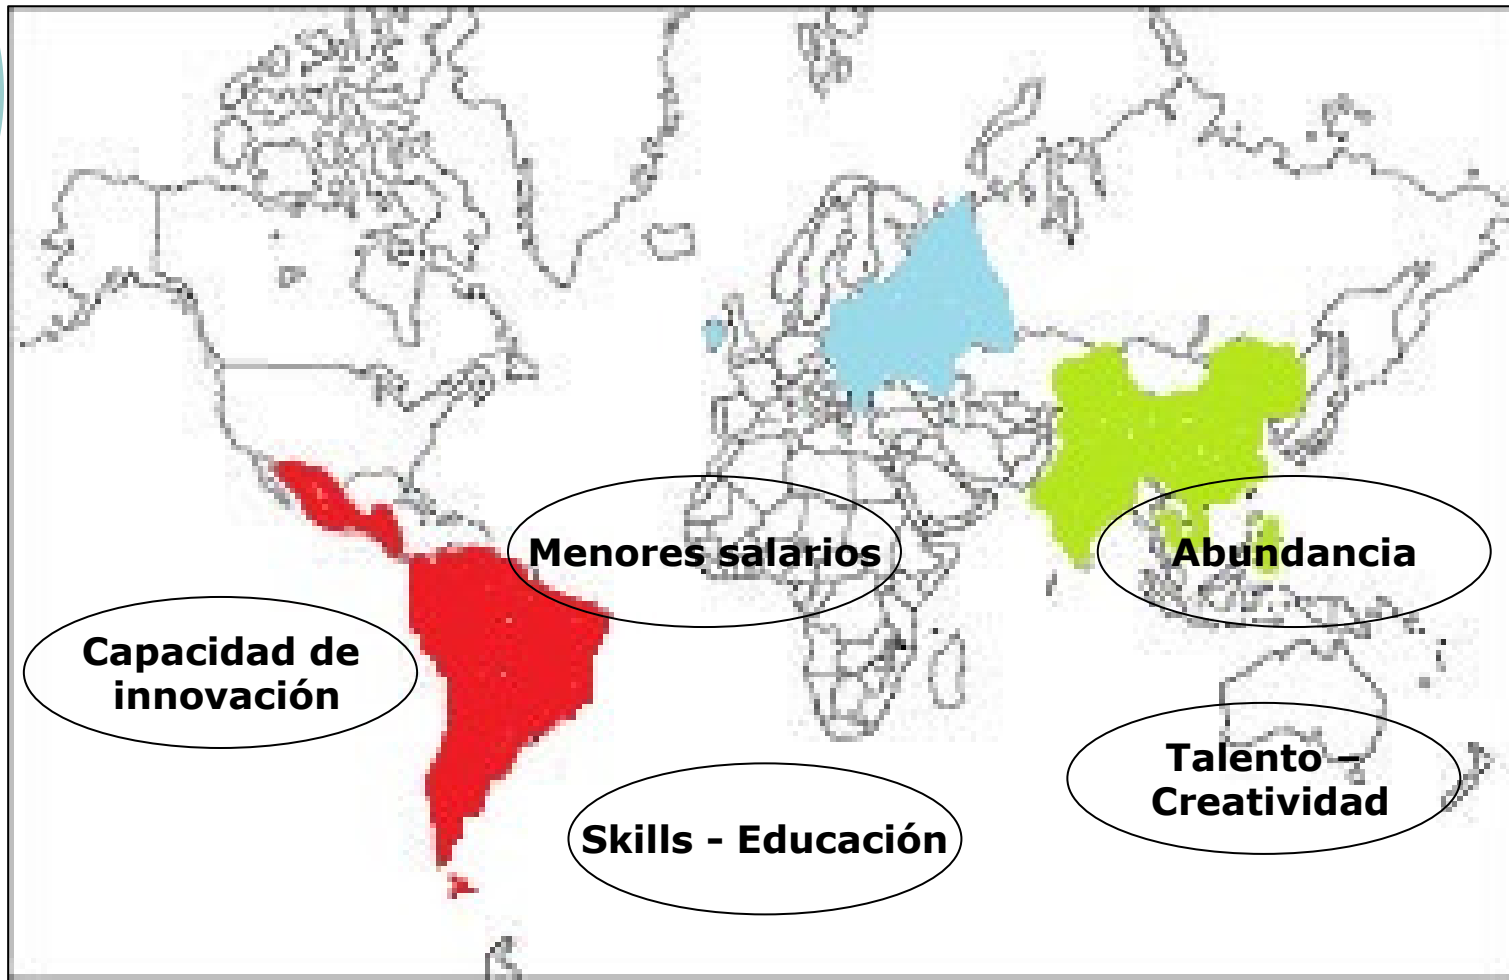 Menores salarios
Abundancia
Capacidad de
innovación
Talento –
Creatividad
Skills - Educación